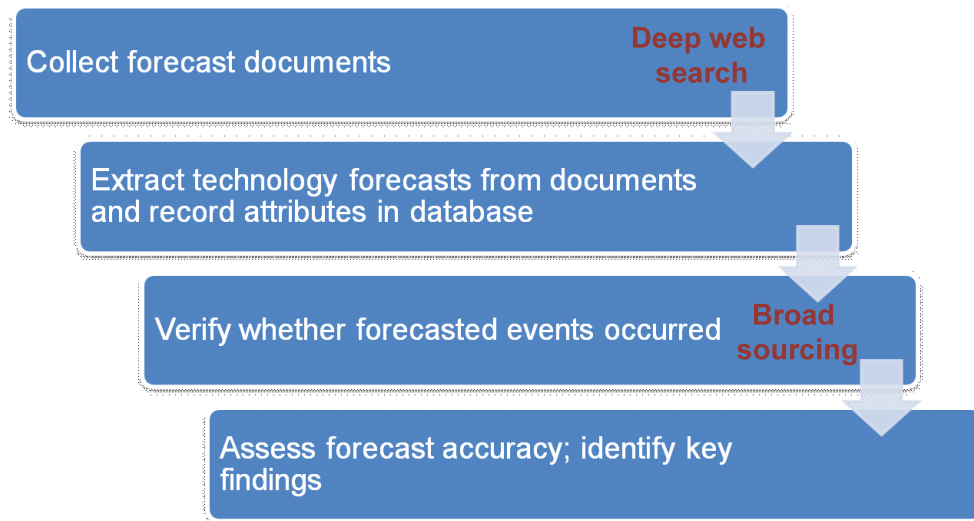 Collect forecast documents
Deep web
search
Extract technology forecasts from documents
and record attributes in database
Verify whether forecasted events occurred
Broad
sourcing
Assess forecast accuracy; identify key
findings